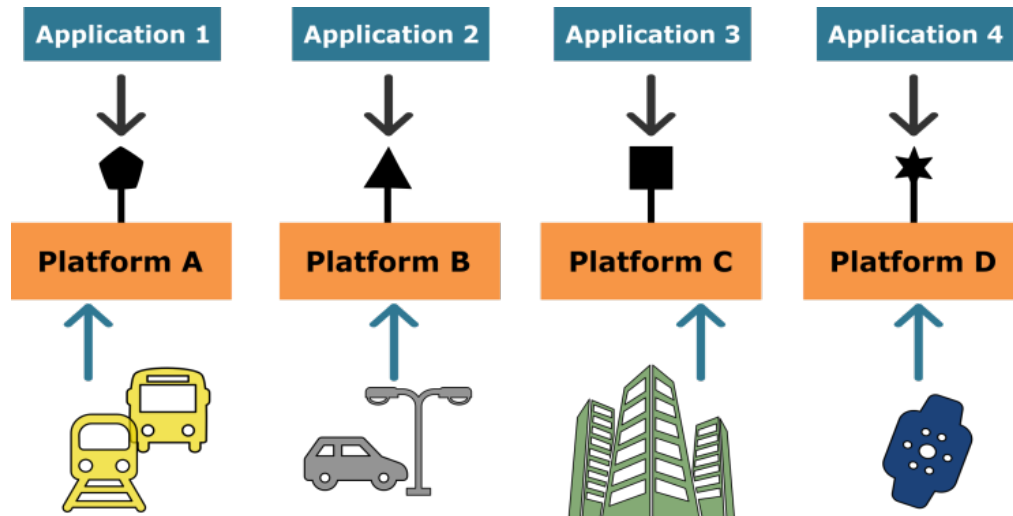 Application 1
Application 2
Application 3
Application 4
Platform A
Platform B
Platform C
Platform D